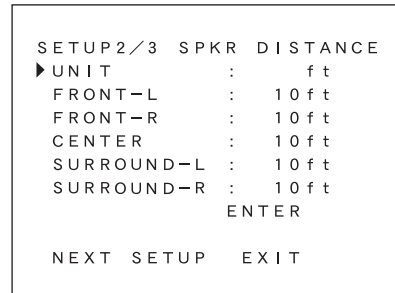 SETUP2/3 SPKR DISTANCE
▶UNIT : ft
FRONT-L : 10ft
FRONT-R : 10ft
CENTER : 10ft
SURROUND-L : 10ft
SURROUND-R : 10ft
ENTER
NEXT SETUP EXIT